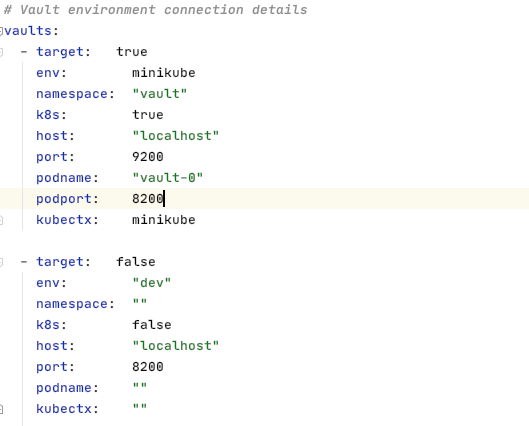 # Vault environment connection details
vaults:
  - target:   true
    env:        minikube
    namespace:  "vault"
    k8s:        true
    host:       "localhost"
    port:       9200
    podname:    "vault-0"
    podport:    8200
    kubectx:    minikube

  - target:   false
    env:        "dev"
    namespace:  ""
    k8s:        false
    host:       "localhost"
    port:       8200
    podname:    ""
    kubectx:    ""